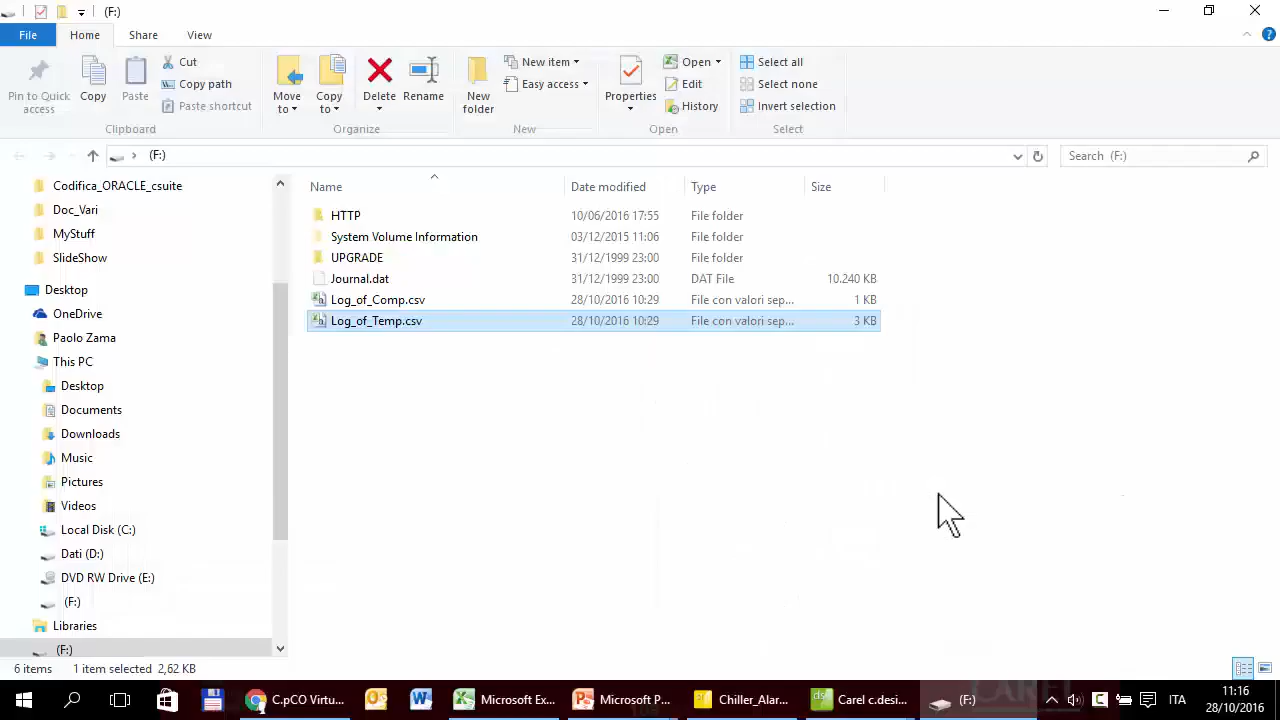 (F:)
File Home Share View
Pin to Quick access
Copy
Paste
Cut
Copy path
Paste shortcut
Clipboard
Move to
Copy to
Delete
Rename
Organize
New folder
New item
Easy access
New
Properties
Open
Edit
History
Open
Select all
Select none
Invert selection
Select
(F:)
Search (F:)
Codifica_ORACLE_csuite
Doc_Vari
MyStuff
SlideShow
Desktop
OneDrive
Paolo Zama
This PC
Desktop
Documents
Downloads
Music
Pictures
Videos
Local Disk (C:)
Dati (D:)
DVD RW Drive (E:)
(F:)
Libraries
(F:)
Name Date modified Type Size
HTTP 10/06/2016 17:55 File folder
System Volume Information 03/12/2015 11:06 File folder
UPGRADE 31/12/1999 23:00 File folder
Journal.dat 31/12/1999 23:00 DAT File 10.240 KB
Log_of_Comp.csv 28/10/2016 10:29 File con valori sep... 1 KB
Log_of_Temp.csv 28/10/2016 10:29 File con valori sep... 3 KB
6 items 1 item selected 2,62 KB
C.pCO Virtu... Microsoft Ex... Microsoft P... Chiller_Alar... Carel c.desi... (F:) ITA
11:16
28/10/2016
CAREL